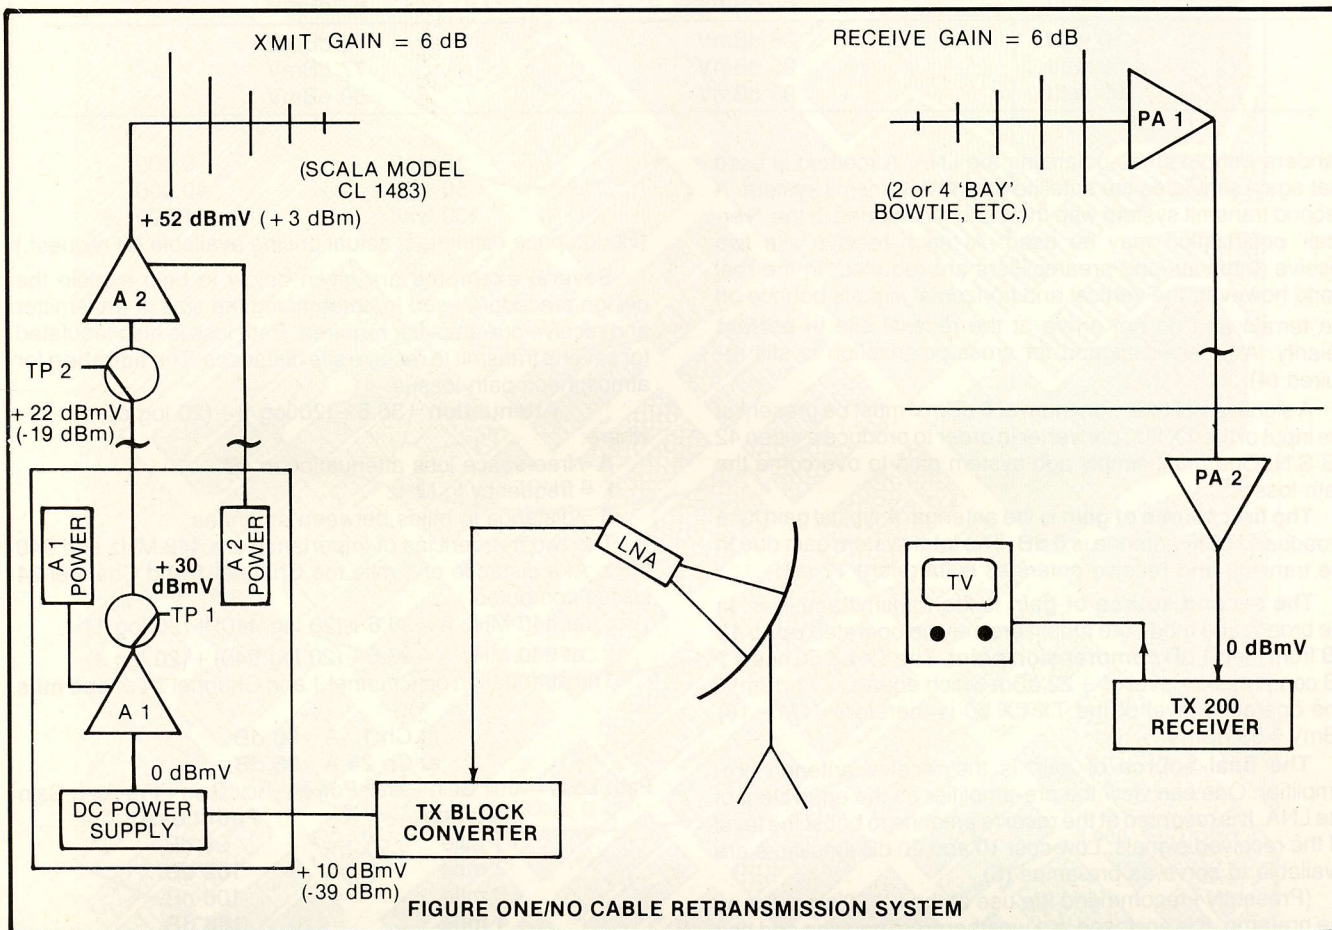 XMIT GAIN = 6 dB
RECEIVE GAIN = 6 dB
PA 1
(SCALA MODEL
CL 1483)
(2 or 4 'BAY'
BOWTIE, ETC.)
+ 52 dBmV (+ 3 dBm)
A 2
TP 2
+ 22 dBmV
(-19 dBm)
PA 2
A 1
POWER
A 2
POWER
+ 30
dBmV
TP 1
LNA
TV
A 1
0 dBmV
0 dBmV
TX 200
RECEIVER
DC POWER
SUPPLY
TX BLOCK
CONVERTER
+ 10 dBmV
(-39 dBm)
FIGURE ONE/NO CABLE RETRANSMISSION SYSTEM